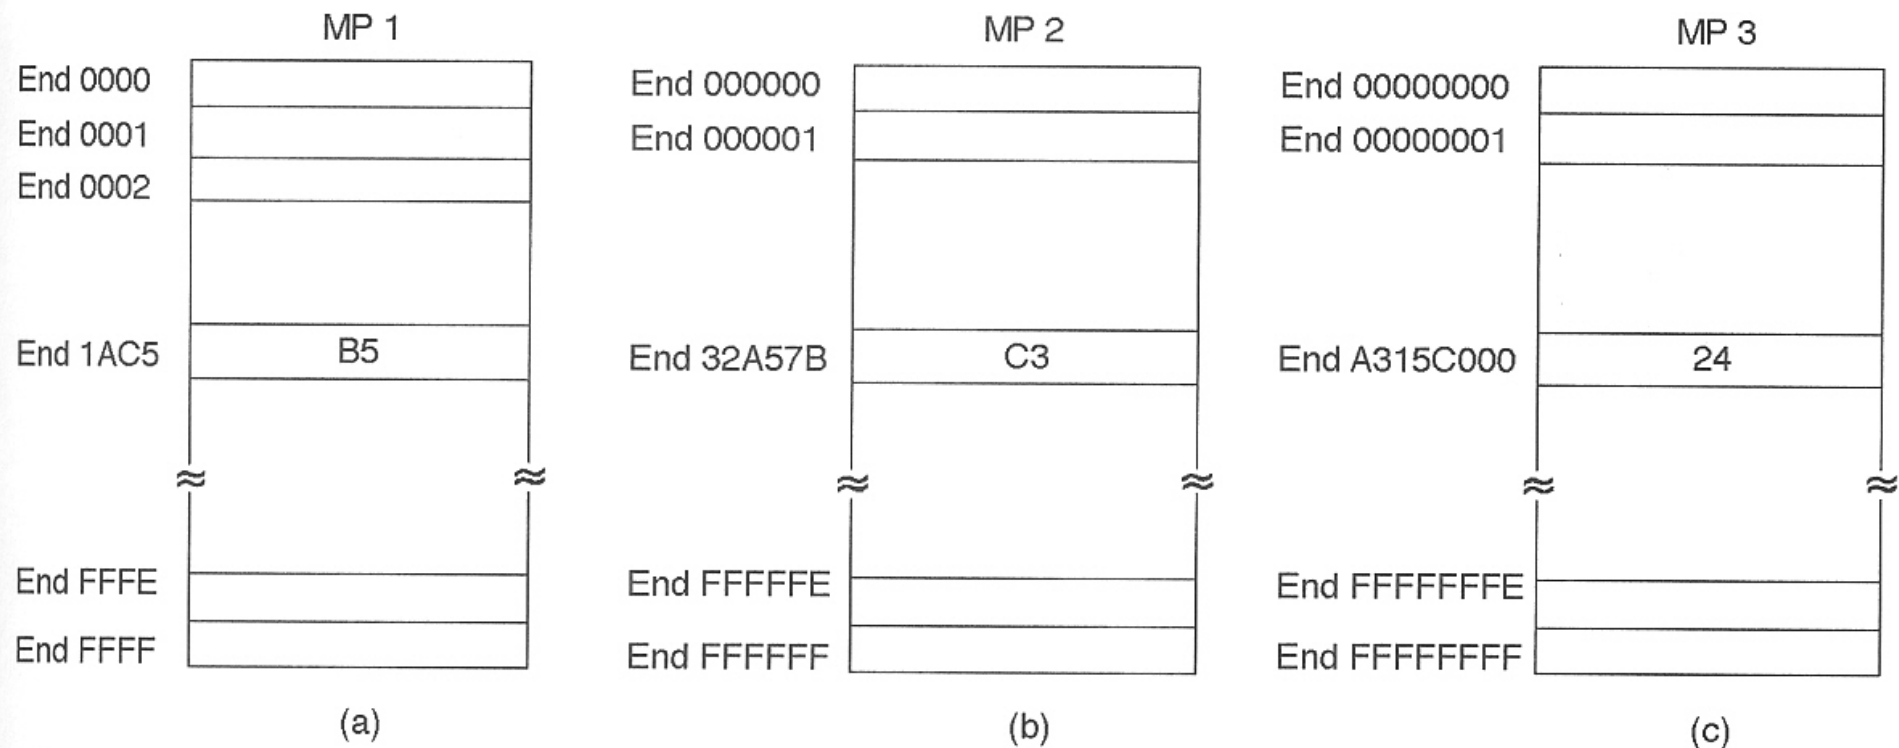 MP 1
End 0000
End 0001
End 0002
End 1AC5
B5
End FFFE
End FFFF
(a)
MP 2
End 000000
End 000001
End 32A57B
C3
End FFFFFE
End FFFFFF
(b)
MP 3
End 00000000
End 00000001
End A315C000
24
End FFFFFFFE
End FFFFFFFF
(c)